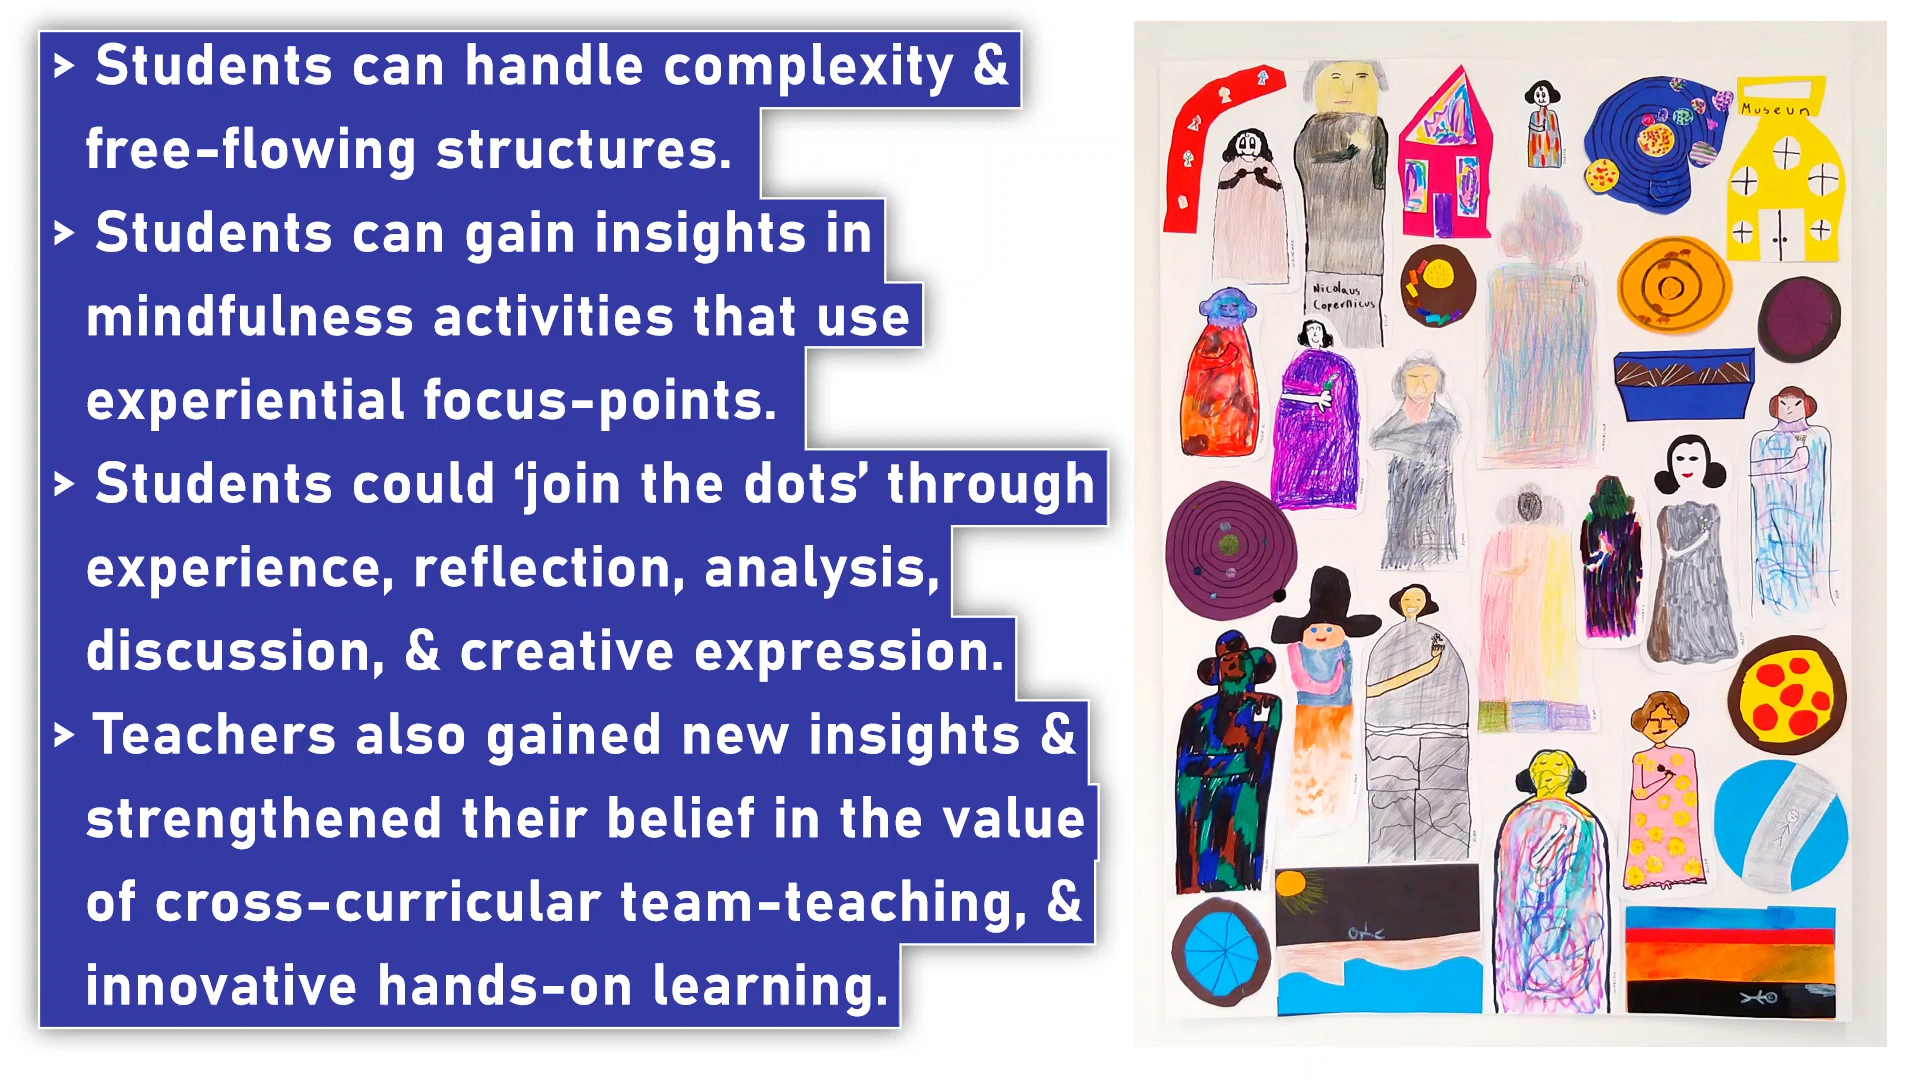 > Students can handle complexity &
free-flowing structures.
> Students can gain insights in
mindfulness activities that use
experiential focus-points.
> Students could ‘join the dots’ through
experience, reflection, analysis,
discussion, & creative expression.
> Teachers also gained new insights &
strengthened their belief in the value
of cross-curricular team-teaching, &
innovative hands-on learning.
Museum
Nicolaus
Copernicus